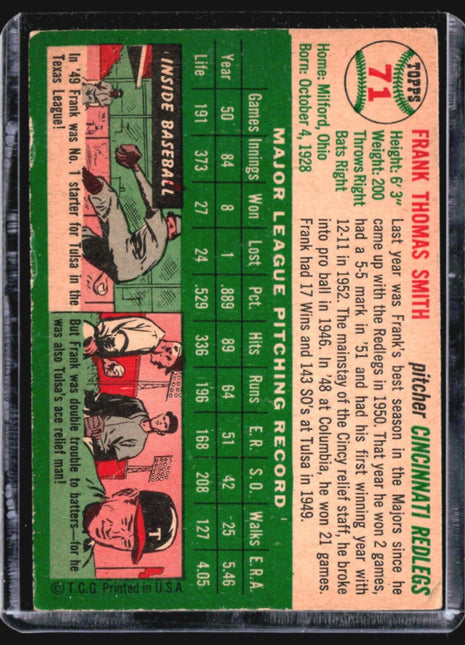 TOPPS
71
FRANK THOMAS SMITH
pitcher CINCINNATI REDLEGS
Height: 6' 3"
Weight: 200
Throws Right
Bats Right
Home: Milford, Ohio
Born: October 4, 1928
Last year was Frank's best season in the Majors since he
came up with the Redlegs in 1950. That year he won 2 games,
had a 5-5 mark in '51 and had his first winning year with
12-11 in 1952. The mainstay of the Cincy relief staff, he broke
into pro ball in 1946. In '48 at Columbia, he won 21 games.
Frank had 17 Wins and 143 SO's at Tulsa in 1949.
MAJOR LEAGUE PITCHING RECORD
Games Innings Won Lost Pct. Hits Runs E.R. S.O. Walks E.R.A.
Year 50 84 8 1 .889 89 64 51 42 25 5.46
Life 191 373 27 24 .529 336 196 168 208 127 4.05
INSIDE BASEBALL
T
In '49 Frank was No. 1 starter for Tulsa in the
Texas League!
But Frank was double trouble to batters—for he
was also Tulsa's ace relief man!
© T.C.G. Printed in U.S.A.